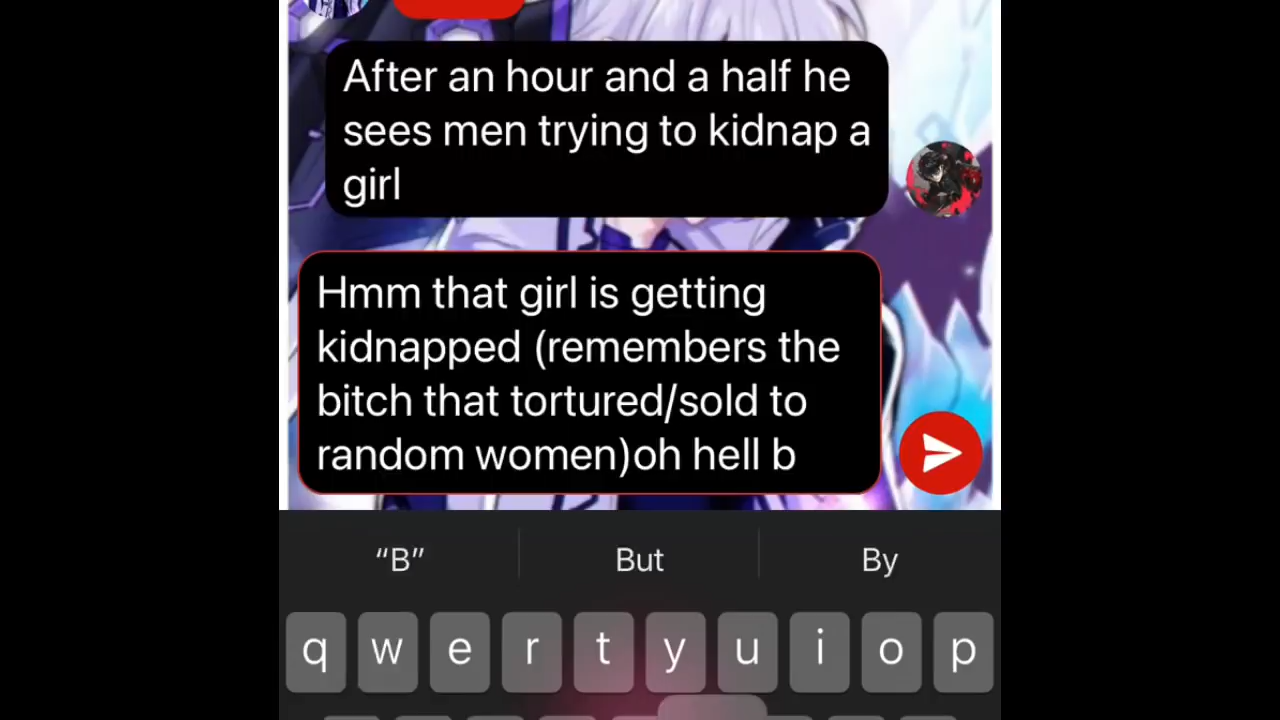 After an hour and a half he
sees men trying to kidnap a
girl
Hmm that girl is getting
kidnapped (remembers the
bitch that tortured/sold to
random women)oh hell b
“B” But By
q w e r t y u i o p